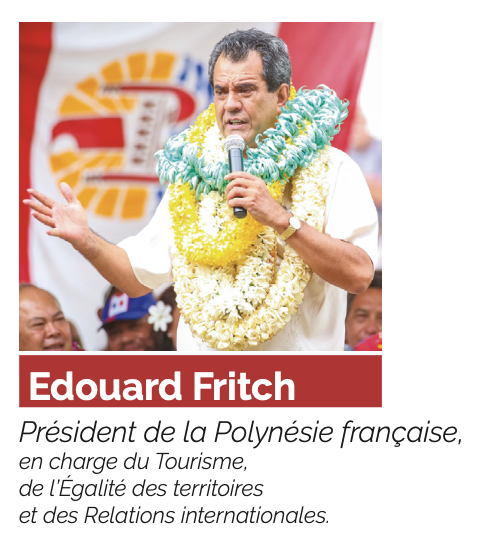 Edouard Fritch
Président de la Polynésie française,
en charge du Tourisme,
de l'Égalité des territoires
et des Relations internationales.